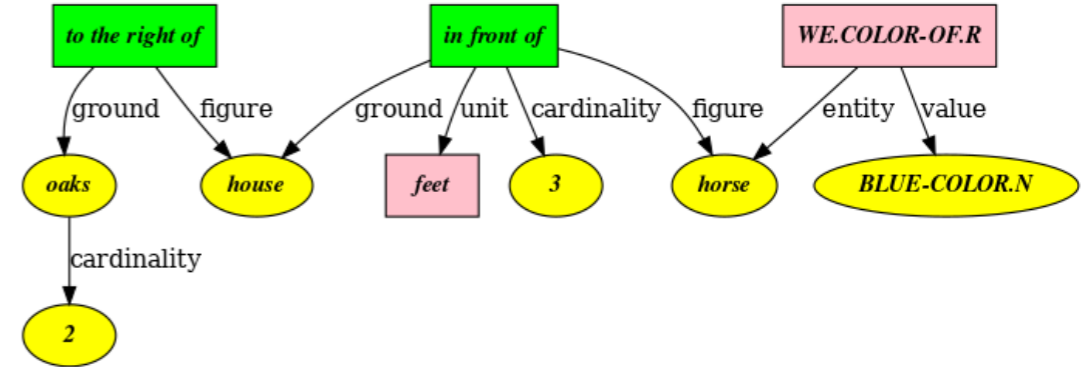 to the right of
in front of
WE.COLOR-OF.R
ground
figure
ground
unit
cardinality
figure
entity
value
oaks
house
feet
3
horse
BLUE-COLOR.N
cardinality
2